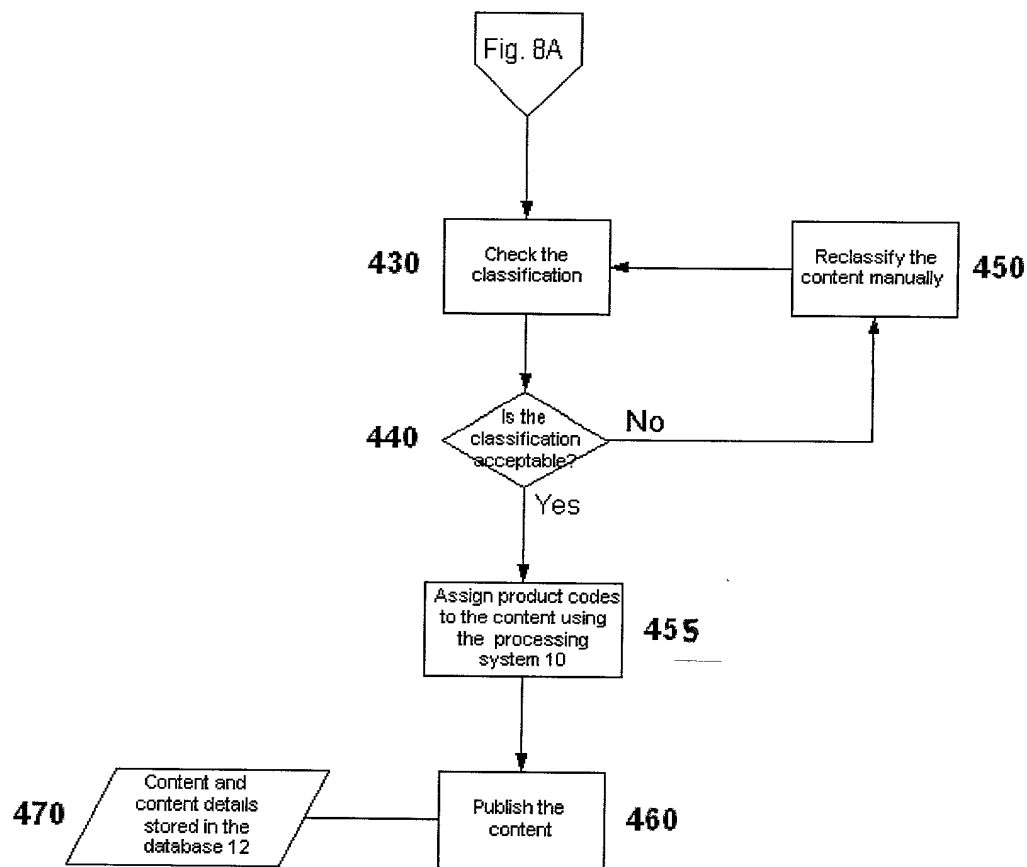 Fig. 8A
430
Check the
classification
Reclassify the
content manually
450
440
Is the
classification
acceptable?
No
Yes
Assign product codes
to the content using
the processing
system 10
455
470
Content and
content details
stored in the
database 12
Publish the
content
460